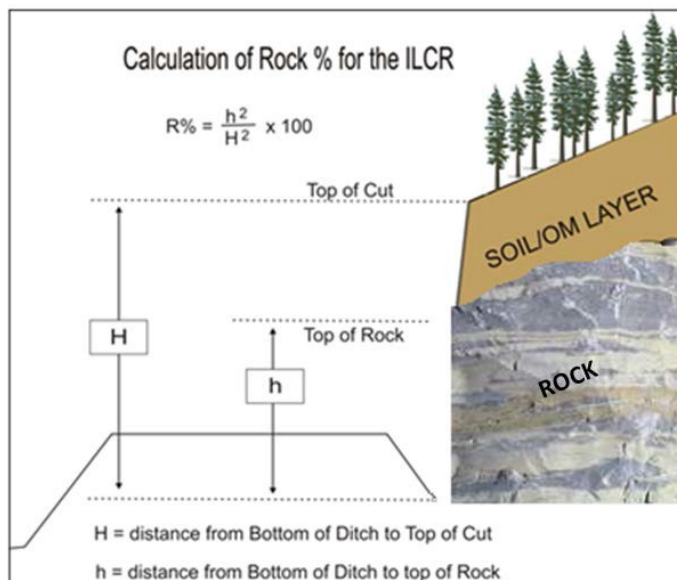 Calculation of Rock % for the ILCR
R% = h² / H² x 100
Top of Cut
SOIL/OM LAYER
Top of Rock
H
h
ROCK
H = distance from Bottom of Ditch to Top of Cut
h = distance from Bottom of Ditch to top of Rock